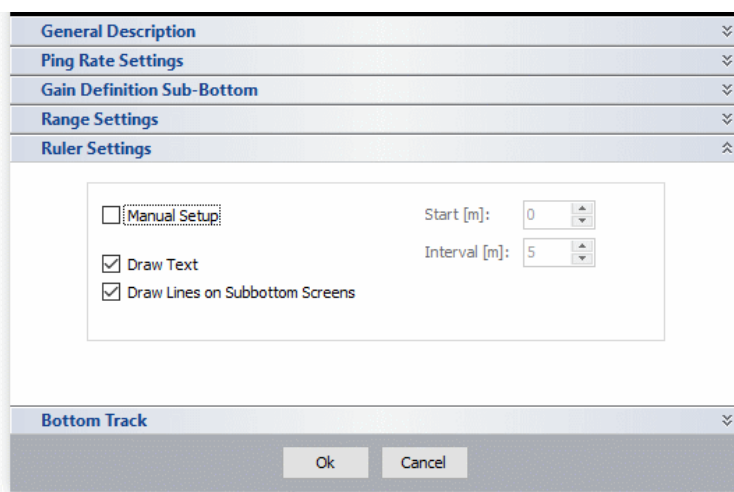 General Description
Ping Rate Settings
Gain Definition Sub-Bottom
Range Settings
Ruler Settings
Manual Setup
Start [m]: 0
Interval [m]: 5
Draw Text
Draw Lines on Subbottom Screens
Bottom Track
Ok Cancel